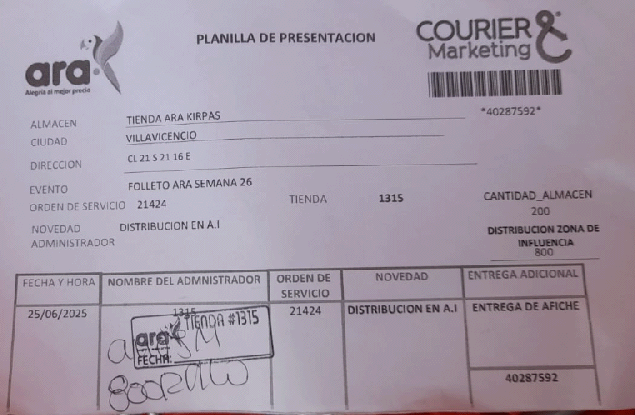 ara
Alegría al mejor precio
PLANILLA DE PRESENTACION
COURIER &
Marketing
*40287592*
ALMACEN TIENDA ARA KIRPAS
CIUDAD VILLAVICENCIO
DIRECCION CL 21 S 21 16 E
EVENTO FOLLETO ARA SEMANA 26
ORDEN DE SERVICIO 21424 TIENDA 1315
CANTIDAD_ALMACEN
200
NOVEDAD DISTRIBUCION EN A.I
ADMINISTRADOR
DISTRIBUCION ZONA DE
INFLUENCIA
800
FECHA Y HORA NOMBRE DEL ADMNISTRADOR ORDEN DE SERVICIO NOVEDAD ENTREGA ADICIONAL
25/06/2025 1315 21424 DISTRIBUCION EN A.I ENTREGA DE AFICHE
ara TIENDA #1315
FECHA:
40287592